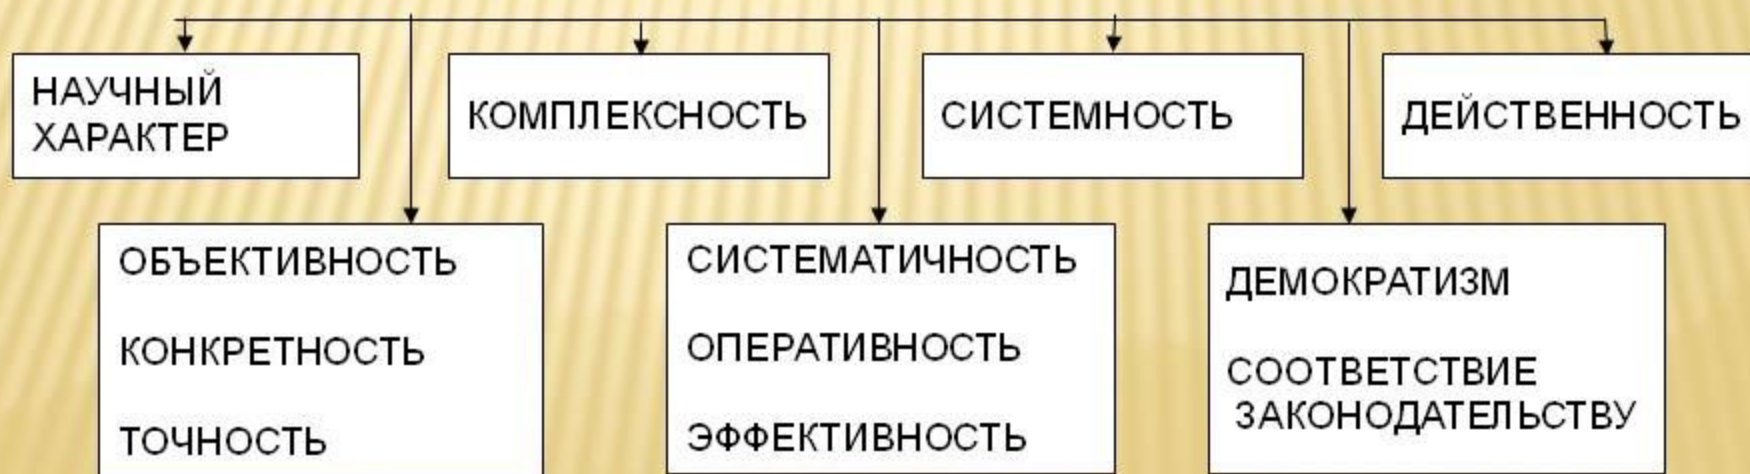 НАУЧНЫЙ
ХАРАКТЕР
КОМПЛЕКСНОСТЬ
СИСТЕМНОСТЬ
ДЕЙСТВЕННОСТЬ
ОБЪЕКТИВНОСТЬ
КОНКРЕТНОСТЬ
ТОЧНОСТЬ
СИСТЕМАТИЧНОСТЬ
ОПЕРАТИВНОСТЬ
ЭФФЕКТИВНОСТЬ
ДЕМОКРАТИЗМ
СООТВЕТСТВИЕ
ЗАКОНОДАТЕЛЬСТВУ